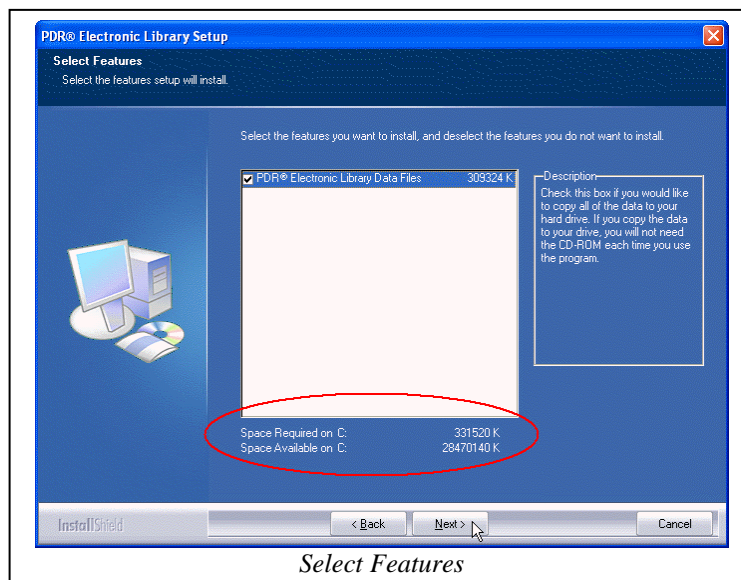 PDR® Electronic Library Setup
Select Features
Select the features setup will install.
Select the features you want to install, and deselect the features you do not want to install.
PDR® Electronic Library Data Files 309324 K
Description
Check this box if you would like
to copy all of the data to your
hard drive. If you copy the data
to your drive, you will not need
the CD-ROM each time you use
the program.
Space Required on C: 331520 K
Space Available on C: 28470140 K
InstallShield
< Back
Next >
Cancel
Select Features